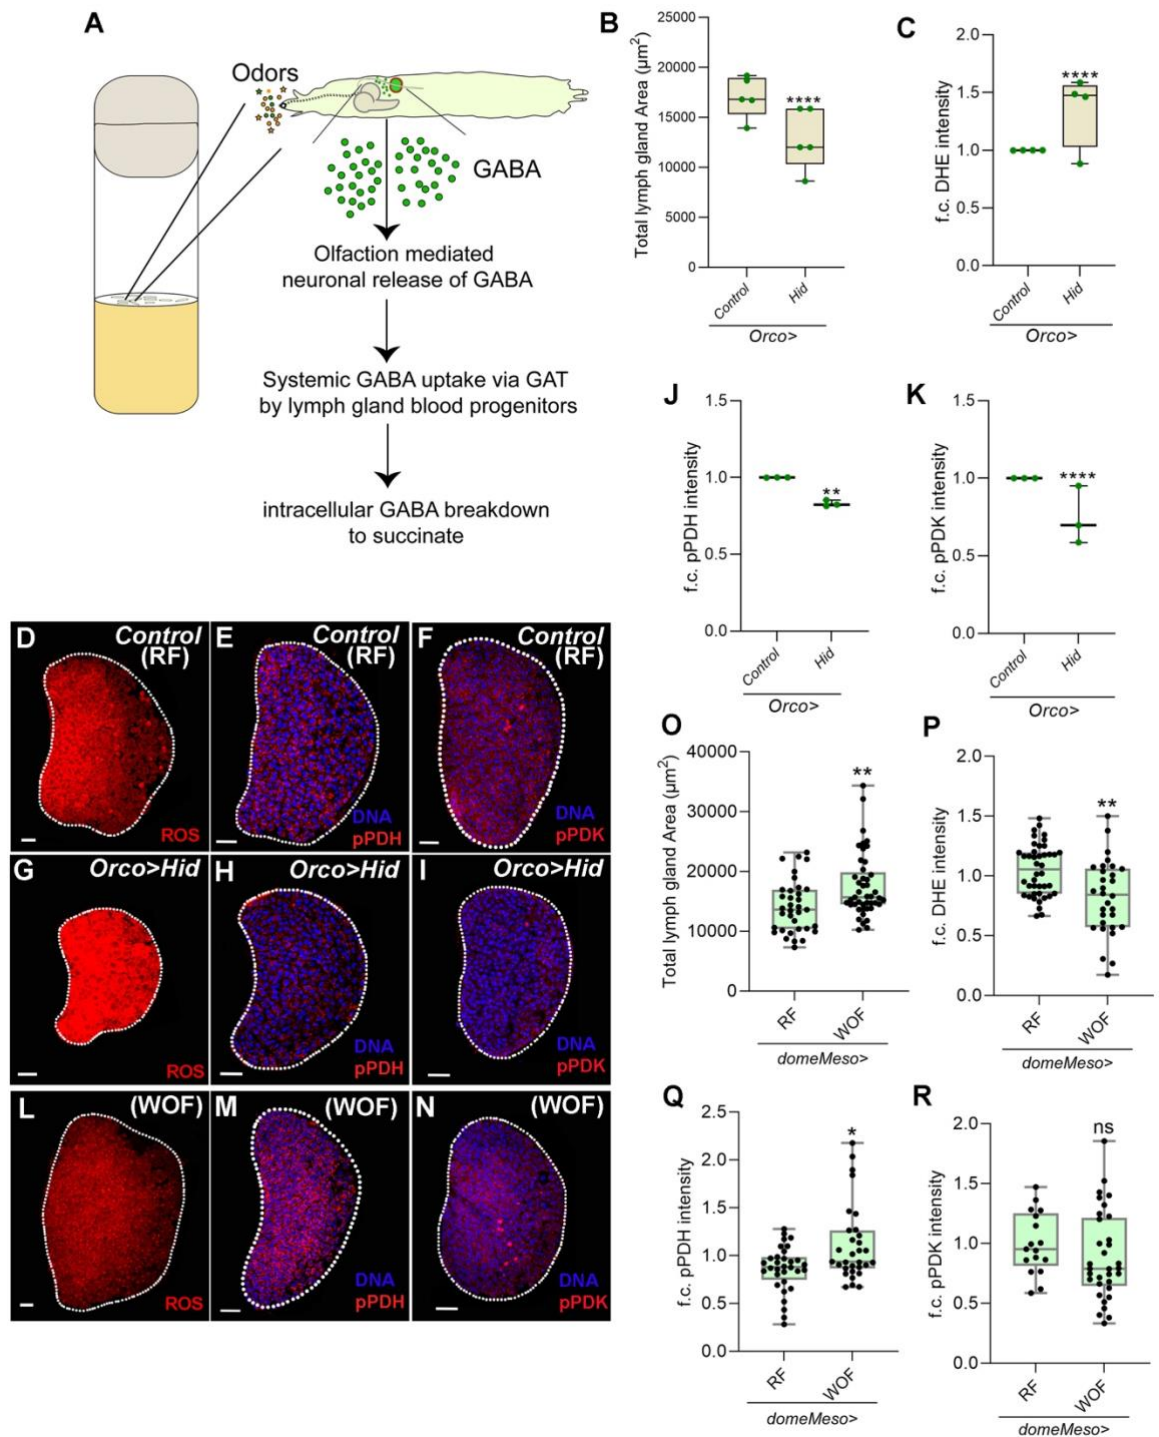 A
Odors
GABA
Olfaction mediated
neuronal release of GABA
Systemic GABA uptake via GAT
by lymph gland blood progenitors
intracellular GABA breakdown
to succinate
B
Total lymph gland Area (µm2)
25000
20000
15000
10000
5000
0
****
Control
Hid
Orco>
C
f.c. DHE intensity
2.0
1.5
1.0
0.5
0.0
****
Control
Hid
Orco>
J
f.c. pPDH intensity
1.5
1.0
0.5
0.0
**
Control
Hid
Orco>
K
f.c. pPDK intensity
1.5
1.0
0.5
0.0
****
Control
Hid
Orco>
D
Control
(RF)
ROS
E
Control
(RF)
DNA
pPDH
F
Control
(RF)
DNA
pPDK
G
Orco>Hid
ROS
H
Orco>Hid
DNA
pPDH
I
Orco>Hid
DNA
pPDK
L
(WOF)
ROS
M
(WOF)
DNA
pPDH
N
(WOF)
DNA
pPDK
O
Total lymph gland Area (µm2)
40000
30000
20000
10000
0
**
RF
WOF
domeMeso>
P
f.c. DHE intensity
2.0
1.5
1.0
0.5
0.0
**
RF
WOF
domeMeso>
Q
f.c. pPDH intensity
2.5
2.0
1.5
1.0
0.5
0.0
*
RF
WOF
domeMeso>
R
f.c. pPDK intensity
2.0
1.5
1.0
0.5
0.0
ns
RF
WOF
domeMeso>